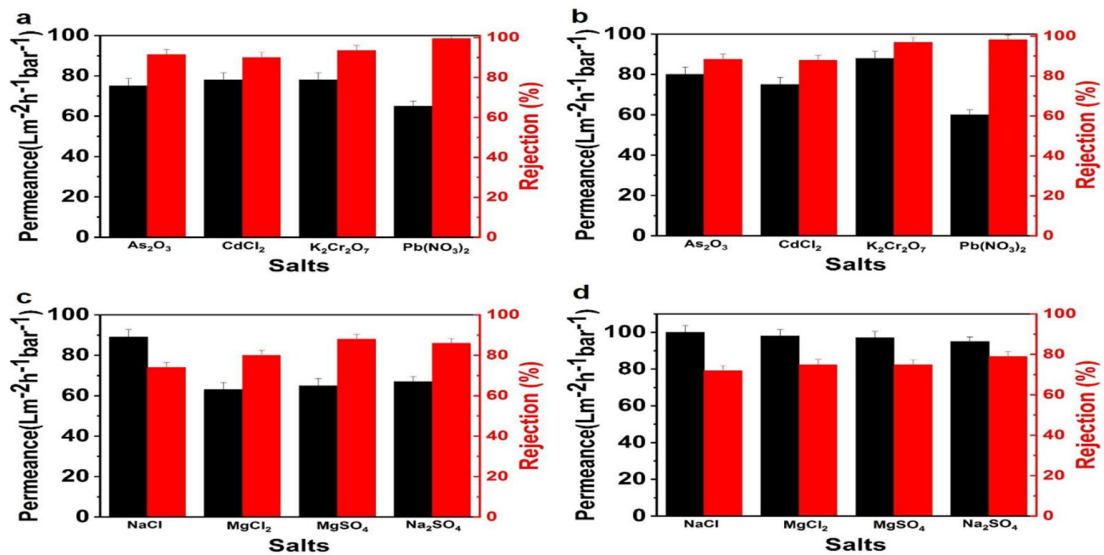 a
Permeance(Lm⁻²h⁻¹bar⁻¹)
100
80
60
40
20
0
As₂O₃ CdCl₂ K₂Cr₂O₇ Pb(NO₃)₂
Salts
100
80
60
40
20
0
Rejection (%)
b
Permeance(Lm⁻²h⁻¹bar⁻¹)
100
80
60
40
20
0
As₂O₃ CdCl₂ K₂Cr₂O₇ Pb(NO₃)₂
Salts
100
80
60
40
20
0
Rejection (%)
c
Permeance(Lm⁻²h⁻¹bar⁻¹)
100
80
60
40
20
0
NaCl MgCl₂ MgSO₄ Na₂SO₄
Salts
100
80
60
40
20
0
Rejection (%)
d
Permeance(Lm⁻²h⁻¹bar⁻¹)
100
80
60
40
20
0
NaCl MgCl₂ MgSO₄ Na₂SO₄
Salts
100
80
60
40
20
0
Rejection (%)